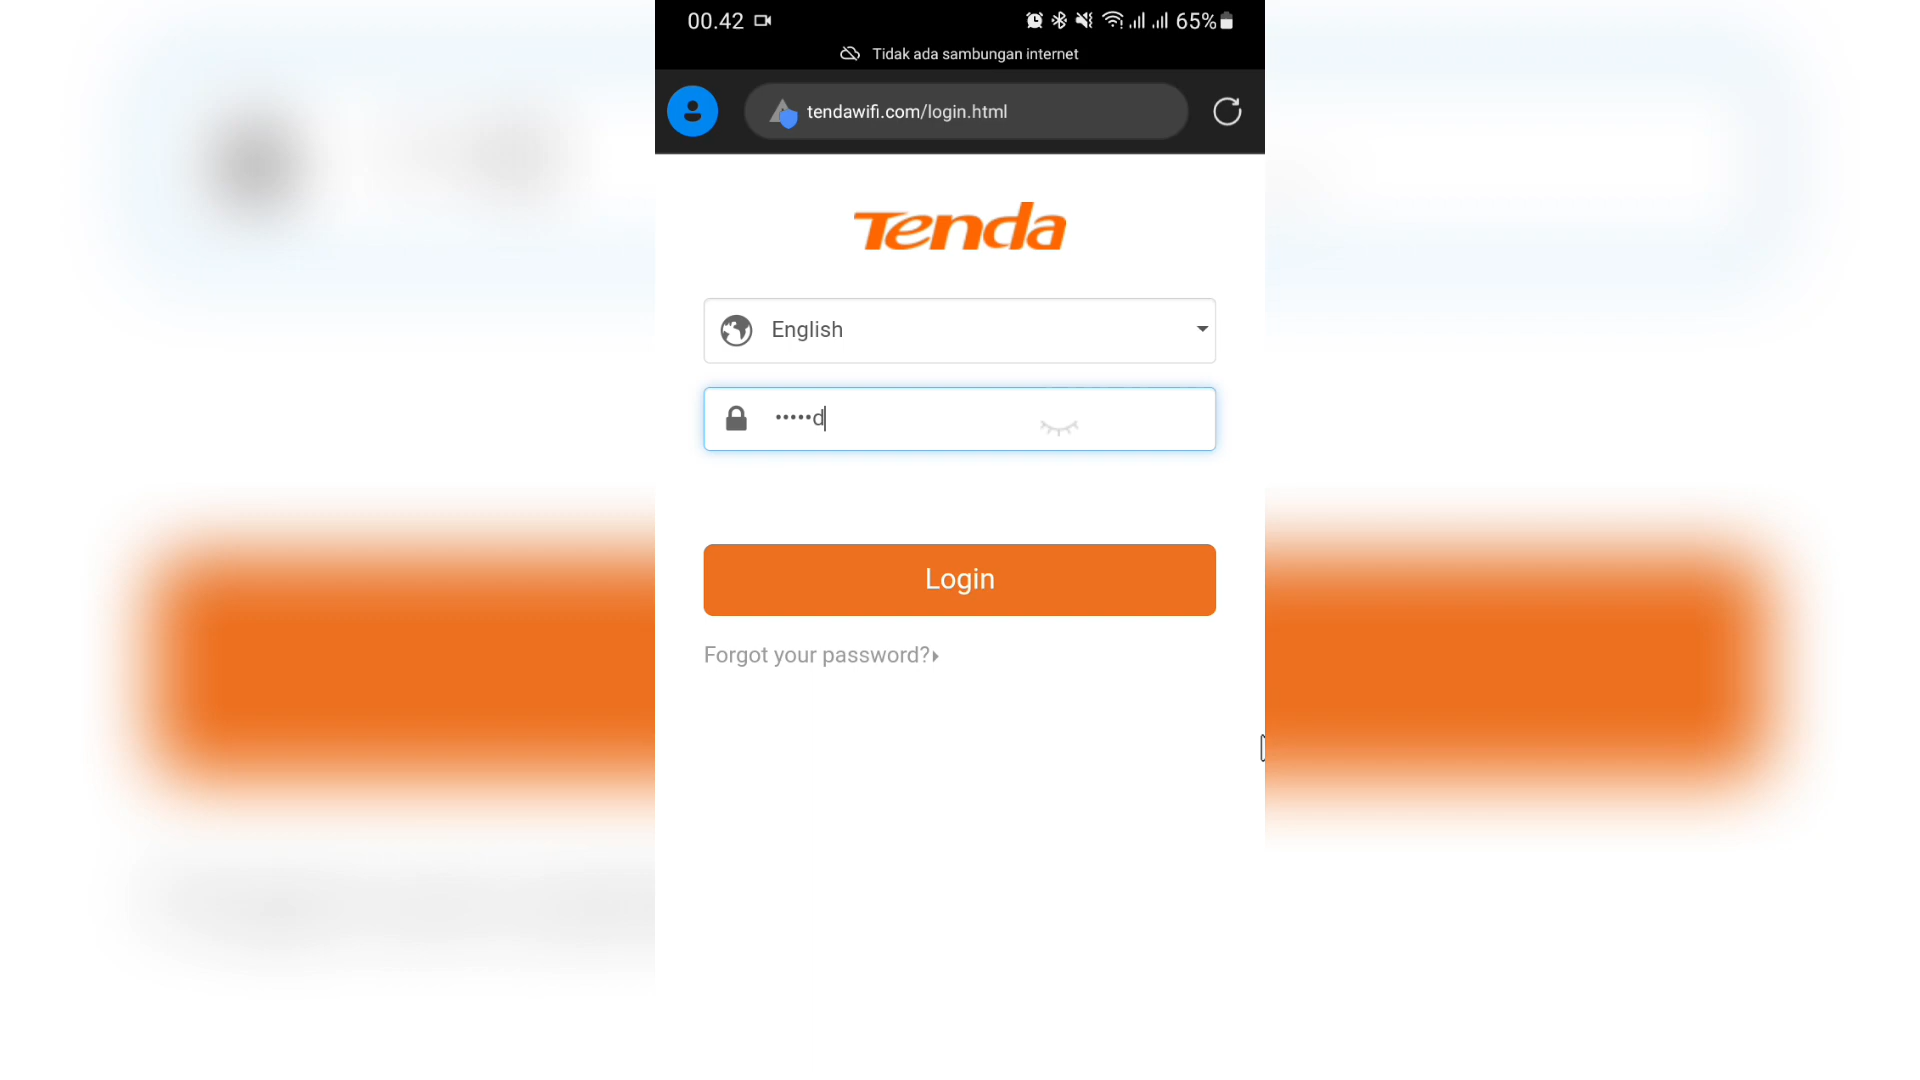 00.42 65%
Tidak ada sambungan internet
tendawifi.com/login.html
Tenda
English
•••••d
Login
Forgot your password?